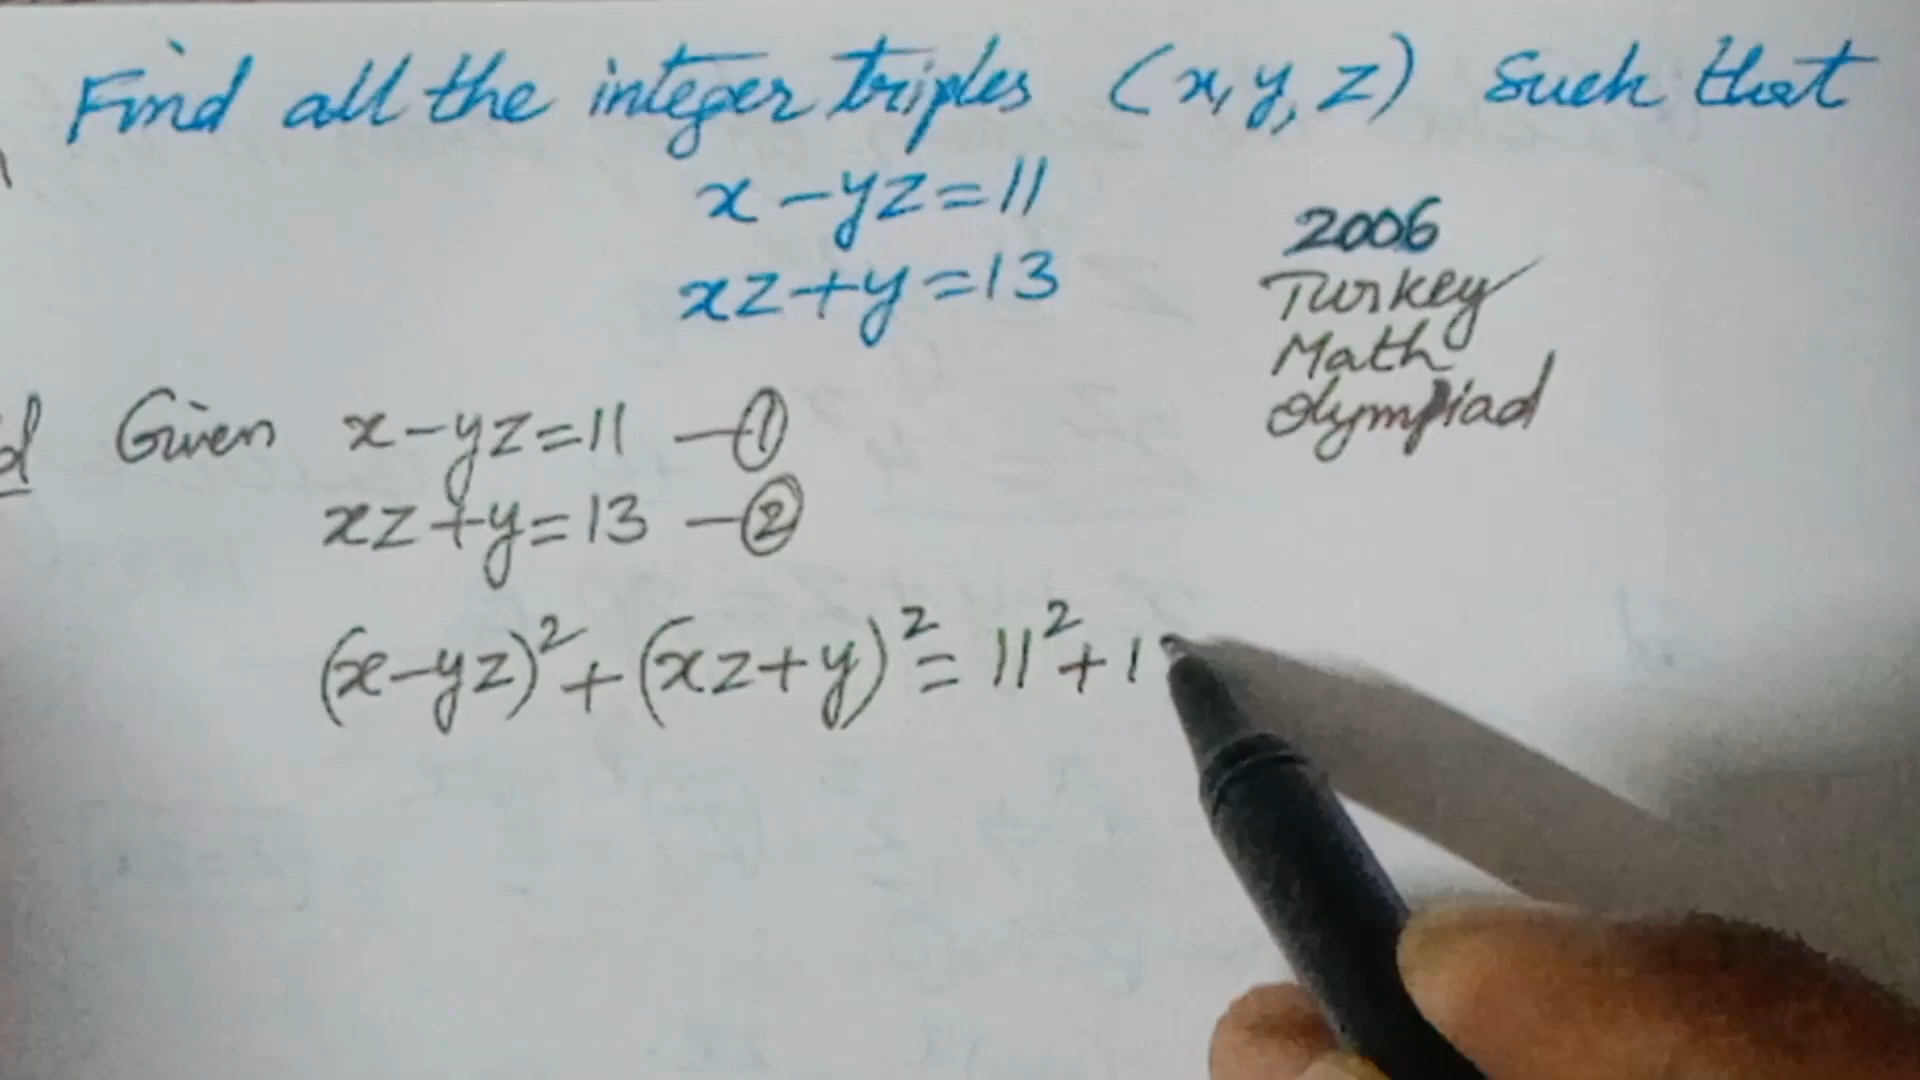 Find all the integer triples (x, y, z) such that
x - yz = 11
xz + y = 13
2006
Turkey
Math
Olympiad
Given x - yz = 11 — ①
xz + y = 13 — ②
(x - yz)² + (xz + y)² = 11² + 1